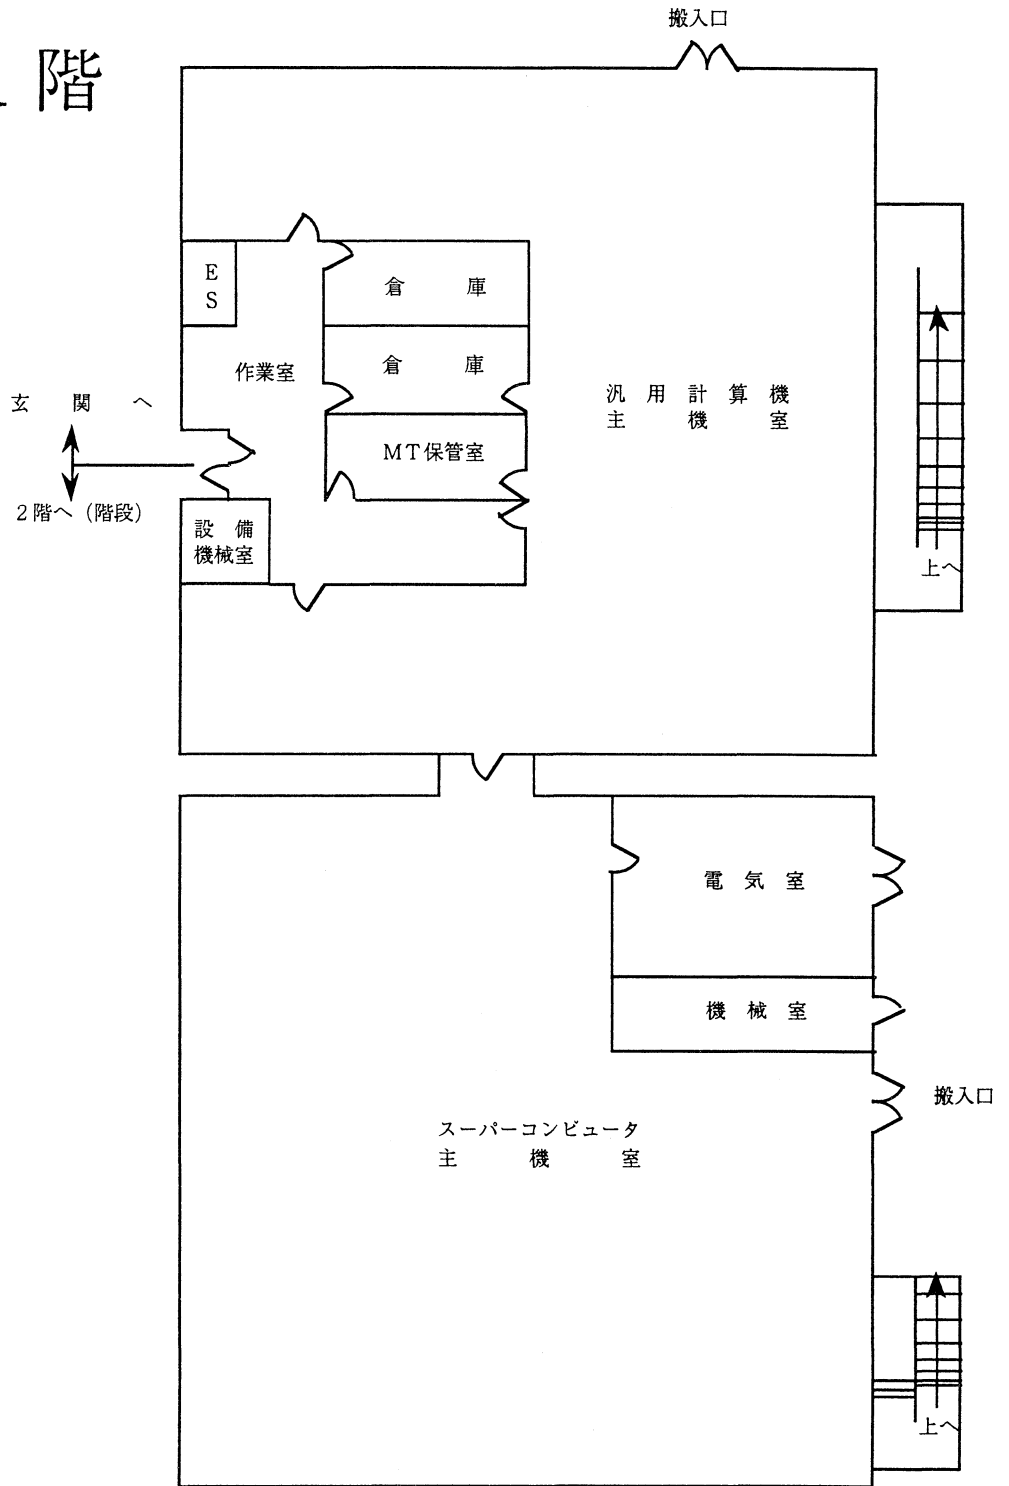 搬入口
階
E
S
倉庫
倉庫
作業室
汎用計算機
主機室
玄関へ
MT保管室
2階へ（階段）
設備
機械室
上へ
電気室
機械室
搬入口
スーパーコンピュータ
主機室
上へ